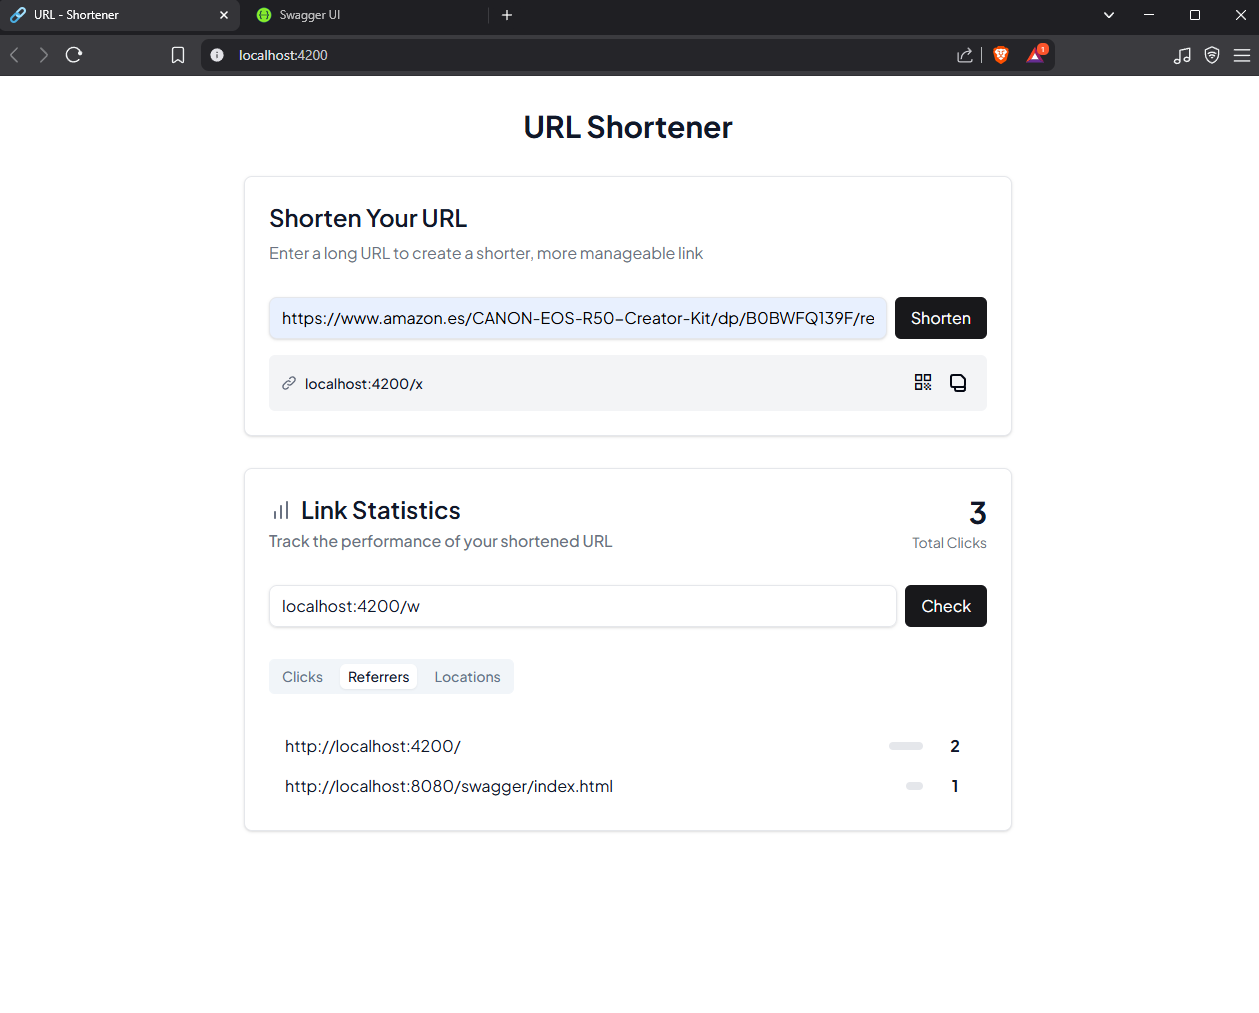 URL - Shortener
Swagger UI
localhost:4200
1
URL Shortener
Shorten Your URL
Enter a long URL to create a shorter, more manageable link
https://www.amazon.es/CANON-EOS-R50-Creator-Kit/dp/B0BWFQ139F/re
Shorten
localhost:4200/x
Link Statistics
3
Track the performance of your shortened URL
Total Clicks
localhost:4200/w
Check
Clicks Referrers Locations
http://localhost:4200/ 2
http://localhost:8080/swagger/index.html 1